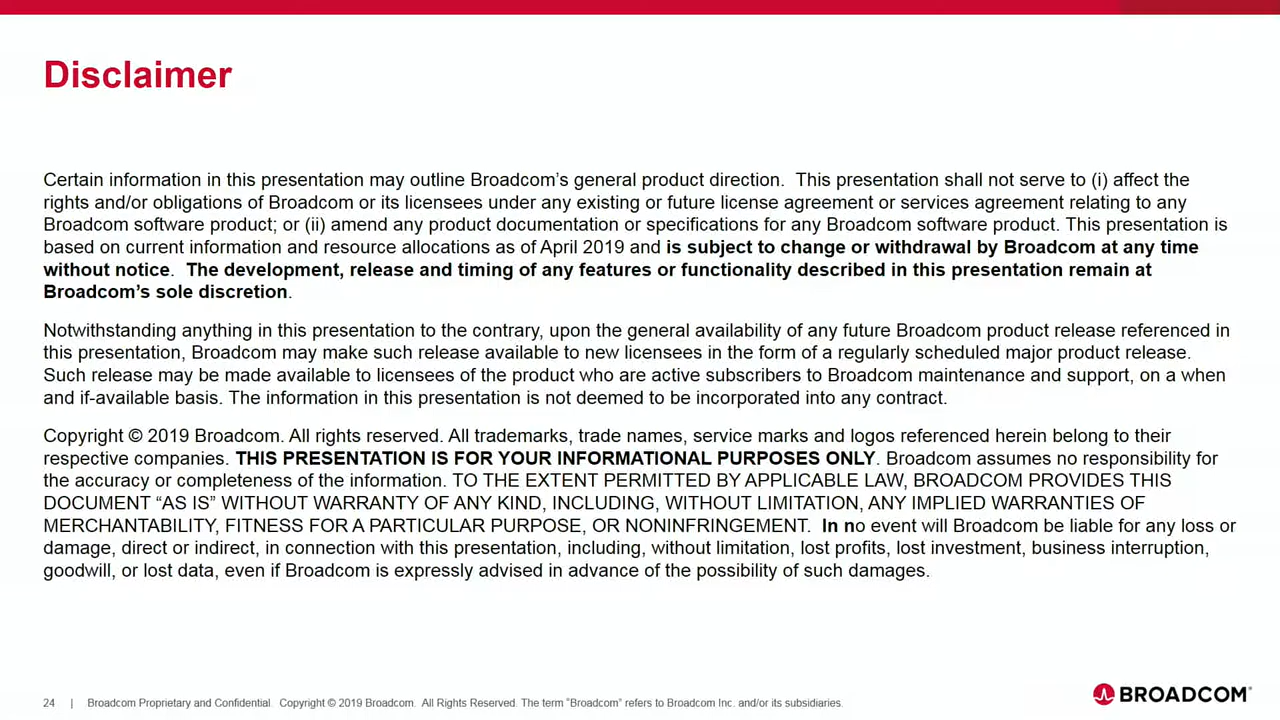 Disclaimer
Certain information in this presentation may outline Broadcom’s general product direction.  This presentation shall not serve to (i) affect the
rights and/or obligations of Broadcom or its licensees under any existing or future license agreement or services agreement relating to any
Broadcom software product; or (ii) amend any product documentation or specifications for any Broadcom software product. This presentation is
based on current information and resource allocations as of April 2019 and is subject to change or withdrawal by Broadcom at any time
without notice.  The development, release and timing of any features or functionality described in this presentation remain at
Broadcom’s sole discretion.
Notwithstanding anything in this presentation to the contrary, upon the general availability of any future Broadcom product release referenced in
this presentation, Broadcom may make such release available to new licensees in the form of a regularly scheduled major product release.
Such release may be made available to licensees of the product who are active subscribers to Broadcom maintenance and support, on a when
and if-available basis. The information in this presentation is not deemed to be incorporated into any contract.
Copyright © 2019 Broadcom. All rights reserved. All trademarks, trade names, service marks and logos referenced herein belong to their
respective companies. THIS PRESENTATION IS FOR YOUR INFORMATIONAL PURPOSES ONLY. Broadcom assumes no responsibility for
the accuracy or completeness of the information. TO THE EXTENT PERMITTED BY APPLICABLE LAW, BROADCOM PROVIDES THIS
DOCUMENT “AS IS” WITHOUT WARRANTY OF ANY KIND, INCLUDING, WITHOUT LIMITATION, ANY IMPLIED WARRANTIES OF
MERCHANTABILITY, FITNESS FOR A PARTICULAR PURPOSE, OR NONINFRINGEMENT.  In no event will Broadcom be liable for any loss or
damage, direct or indirect, in connection with this presentation, including, without limitation, lost profits, lost investment, business interruption,
goodwill, or lost data, even if Broadcom is expressly advised in advance of the possibility of such damages.
24 | Broadcom Proprietary and Confidential.  Copyright © 2019 Broadcom.  All Rights Reserved. The term “Broadcom” refers to Broadcom Inc. and/or its subsidiaries.
BROADCOM®